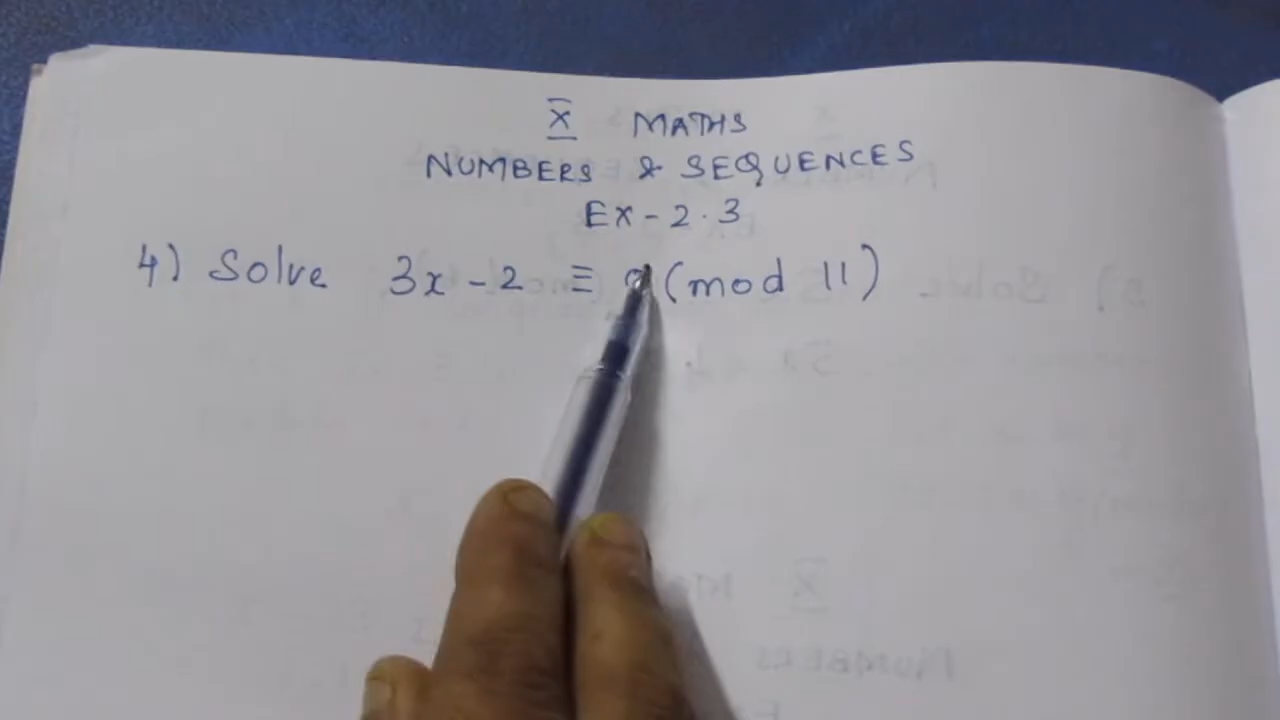 X MATHS
NUMBERS & SEQUENCES
Ex-2.3
4) Solve 3x-2 ≡ (mod 11)